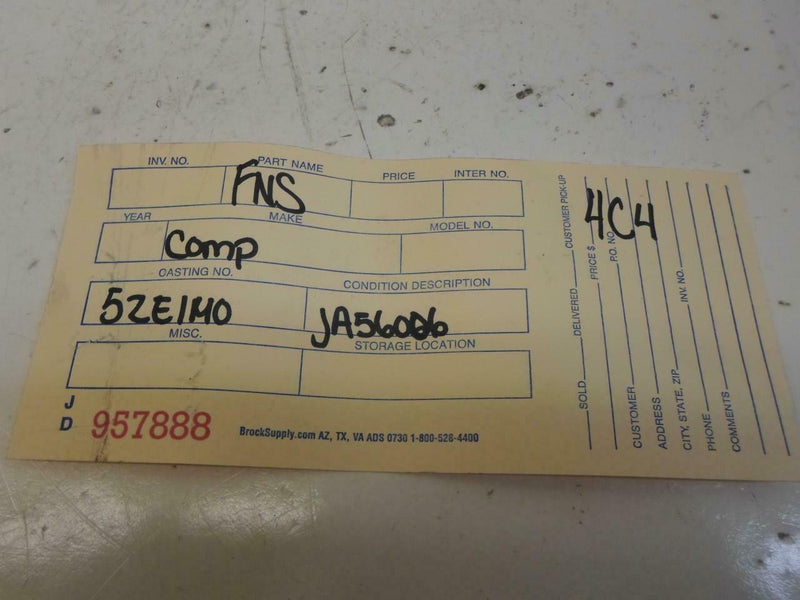 INV. NO. PART NAME PRICE INTER NO.
FNS
YEAR MAKE MODEL NO.
Comp
CASTING NO. CONDITION DESCRIPTION
52E1M0
MISC. STORAGE LOCATION
J
D 957888
BrockSupply.com AZ, TX, VA ADS 0730 1-800-526-4400
4C4
SOLD DELIVERED CUSTOMER PICK-UP
PRICE $
P.O. NO.
CUSTOMER
ADDRESS
CITY, STATE, ZIP INV. NO.
PHONE
COMMENTS